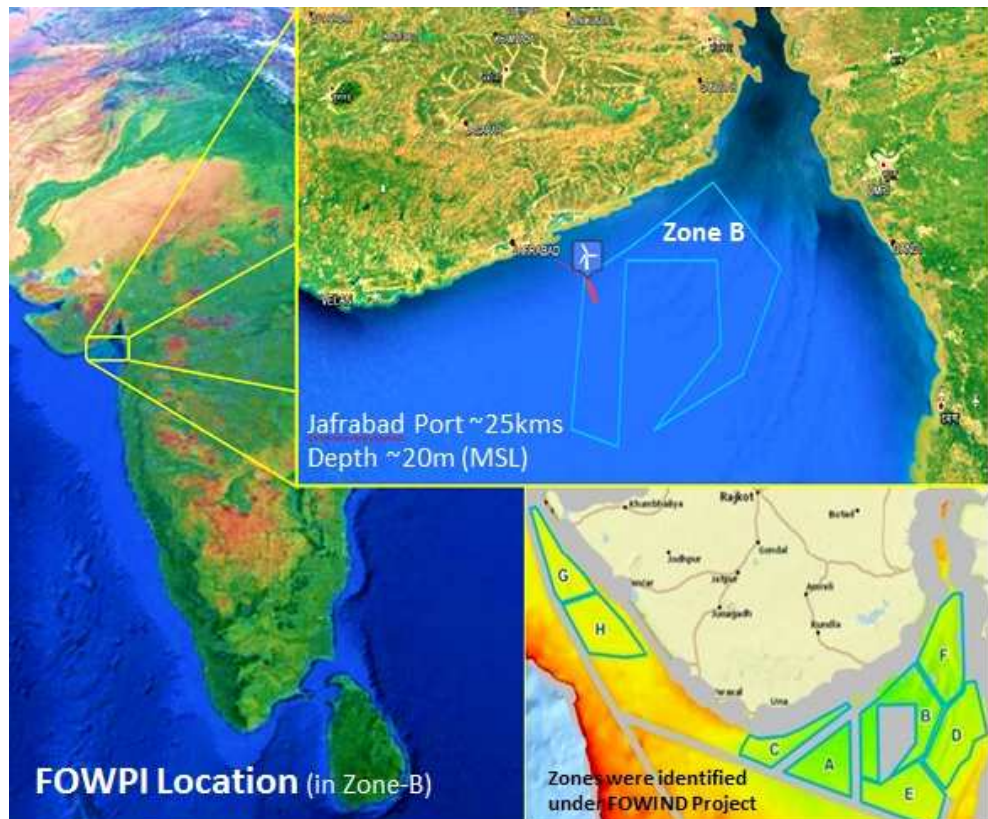 Zone B
JAFRABAD
VELAN
Jafrabad Port ~25kms
Depth ~20m (MSL)
Rajkot
Khambhaliya
Botad
Gondal
Jodhpur
Jetpur
Amreli
Junagadh
Kundla
Una
G
H
F
B
D
C
A
E
FOWPI Location (in Zone-B)
Zones were identified
under FOWIND Project